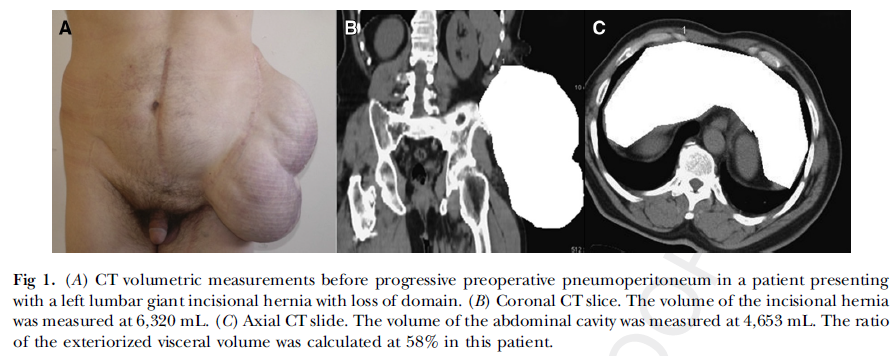 A
B
C
1
10
512
Fig 1. (A) CT volumetric measurements before progressive preoperative pneumoperitoneum in a patient presenting
with a left lumbar giant incisional hernia with loss of domain. (B) Coronal CT slice. The volume of the incisional hernia
was measured at 6,320 mL. (C) Axial CT slide. The volume of the abdominal cavity was measured at 4,653 mL. The ratio
of the exteriorized visceral volume was calculated at 58% in this patient.